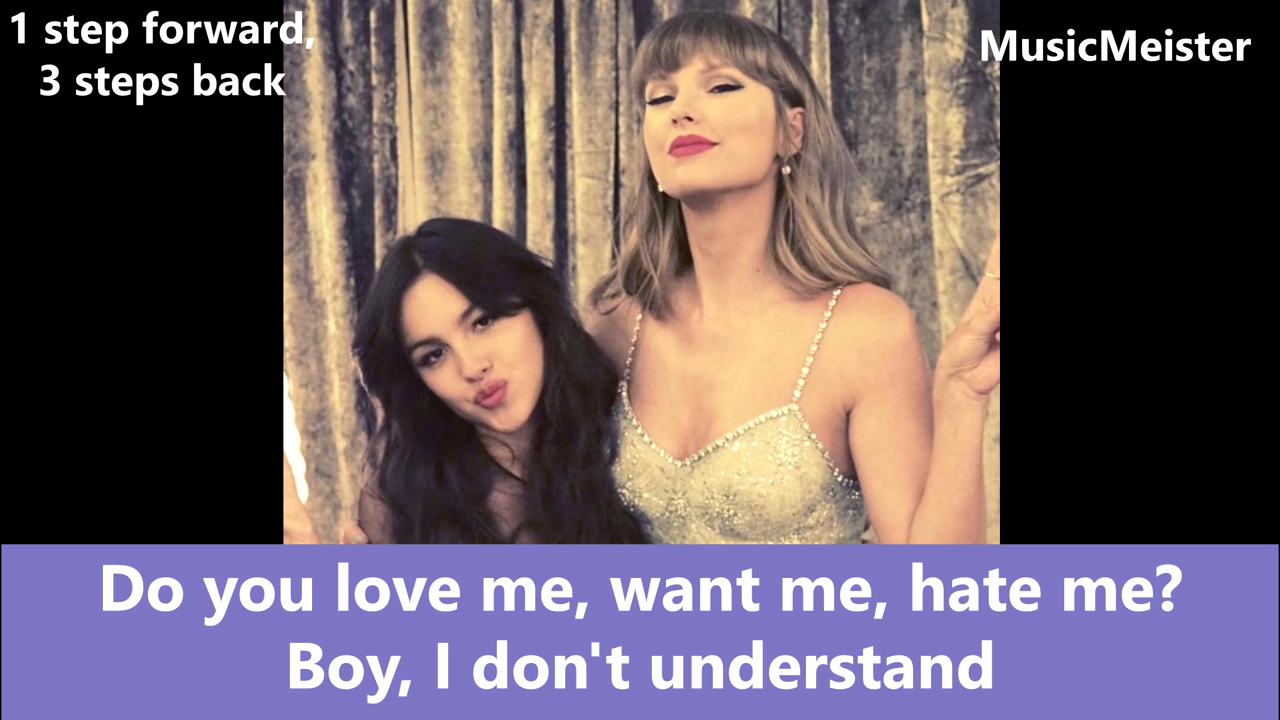 1 step forward,
3 steps back
MusicMeister
Do you love me, want me, hate me?
Boy, I don't understand